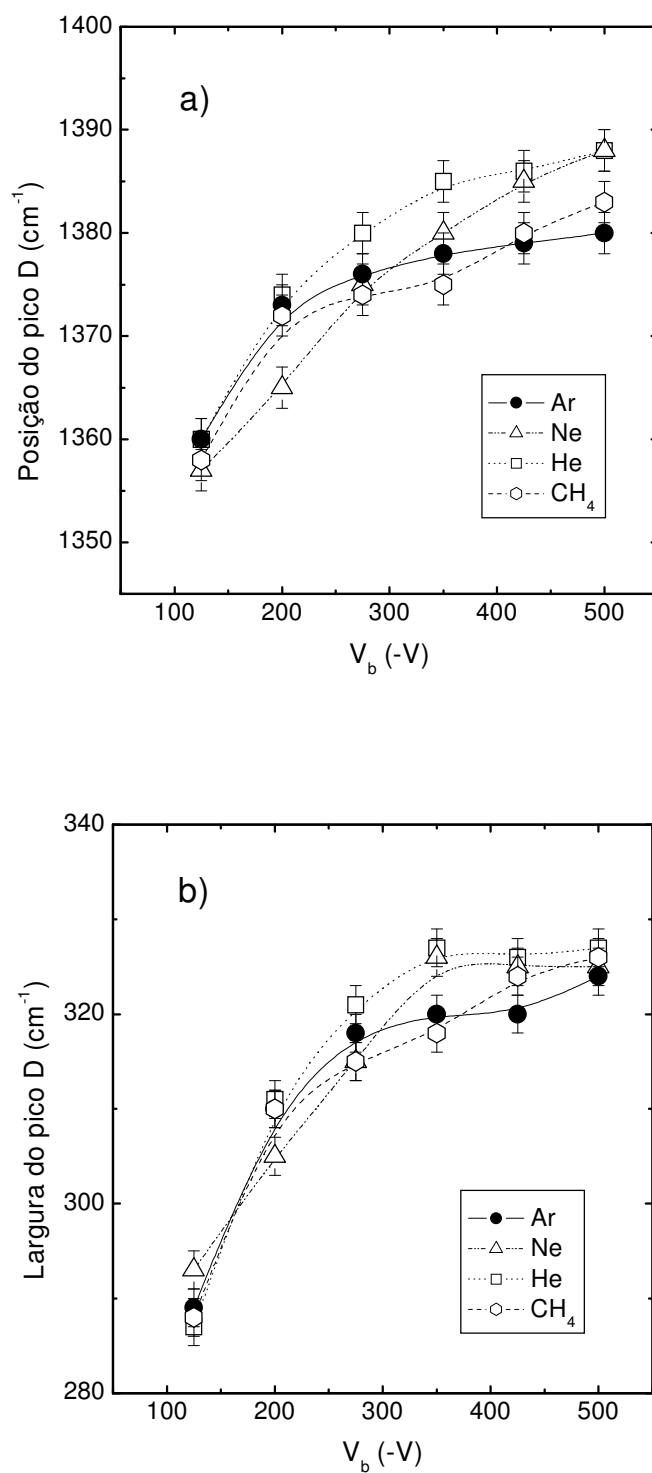 1400
a)
1390
1380
1370
1360
1350
Posição do pico D (cm⁻¹)
Ar
Ne
He
CH₄
100 200 300 400 500
V_b (-V)
340
b)
320
300
280
Largura do pico D (cm⁻¹)
Ar
Ne
He
CH₄
100 200 300 400 500
V_b (-V)